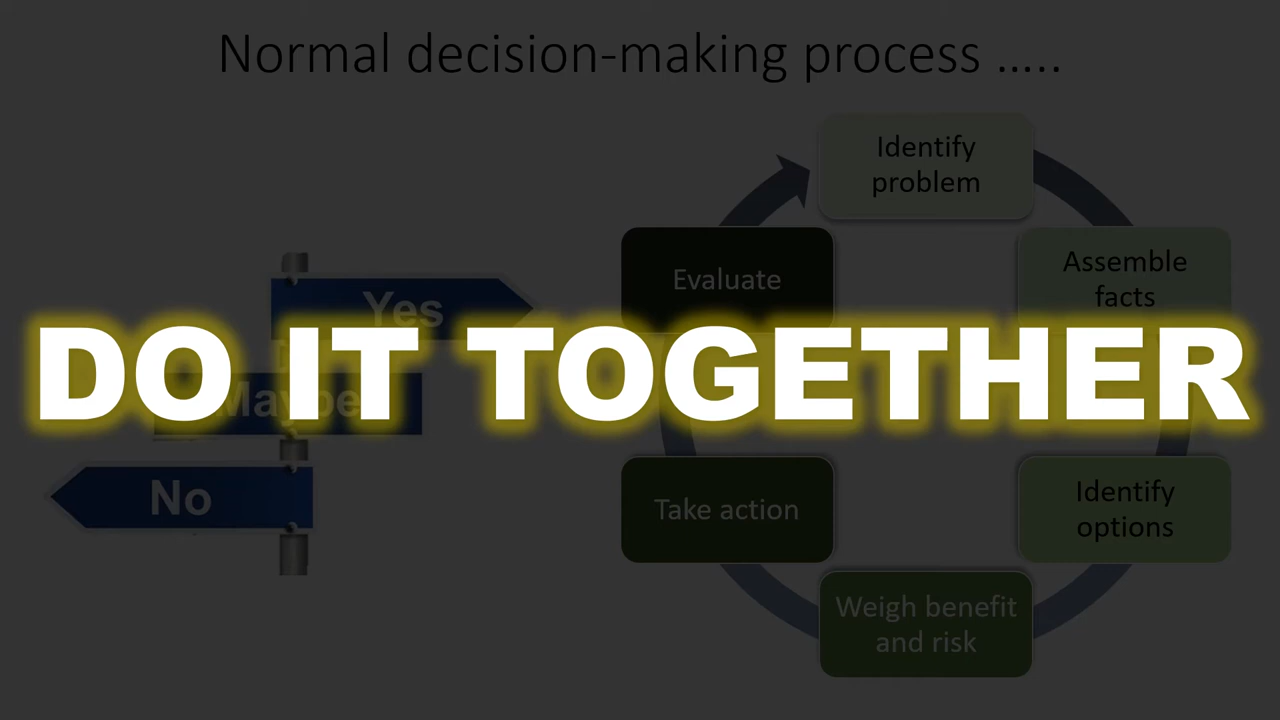 Normal decision-making process …..
Identify
problem
Assemble
facts
Identify
options
Weigh benefit
and risk
Take action
Evaluate
Yes
Maybe
No
DO IT TOGETHER